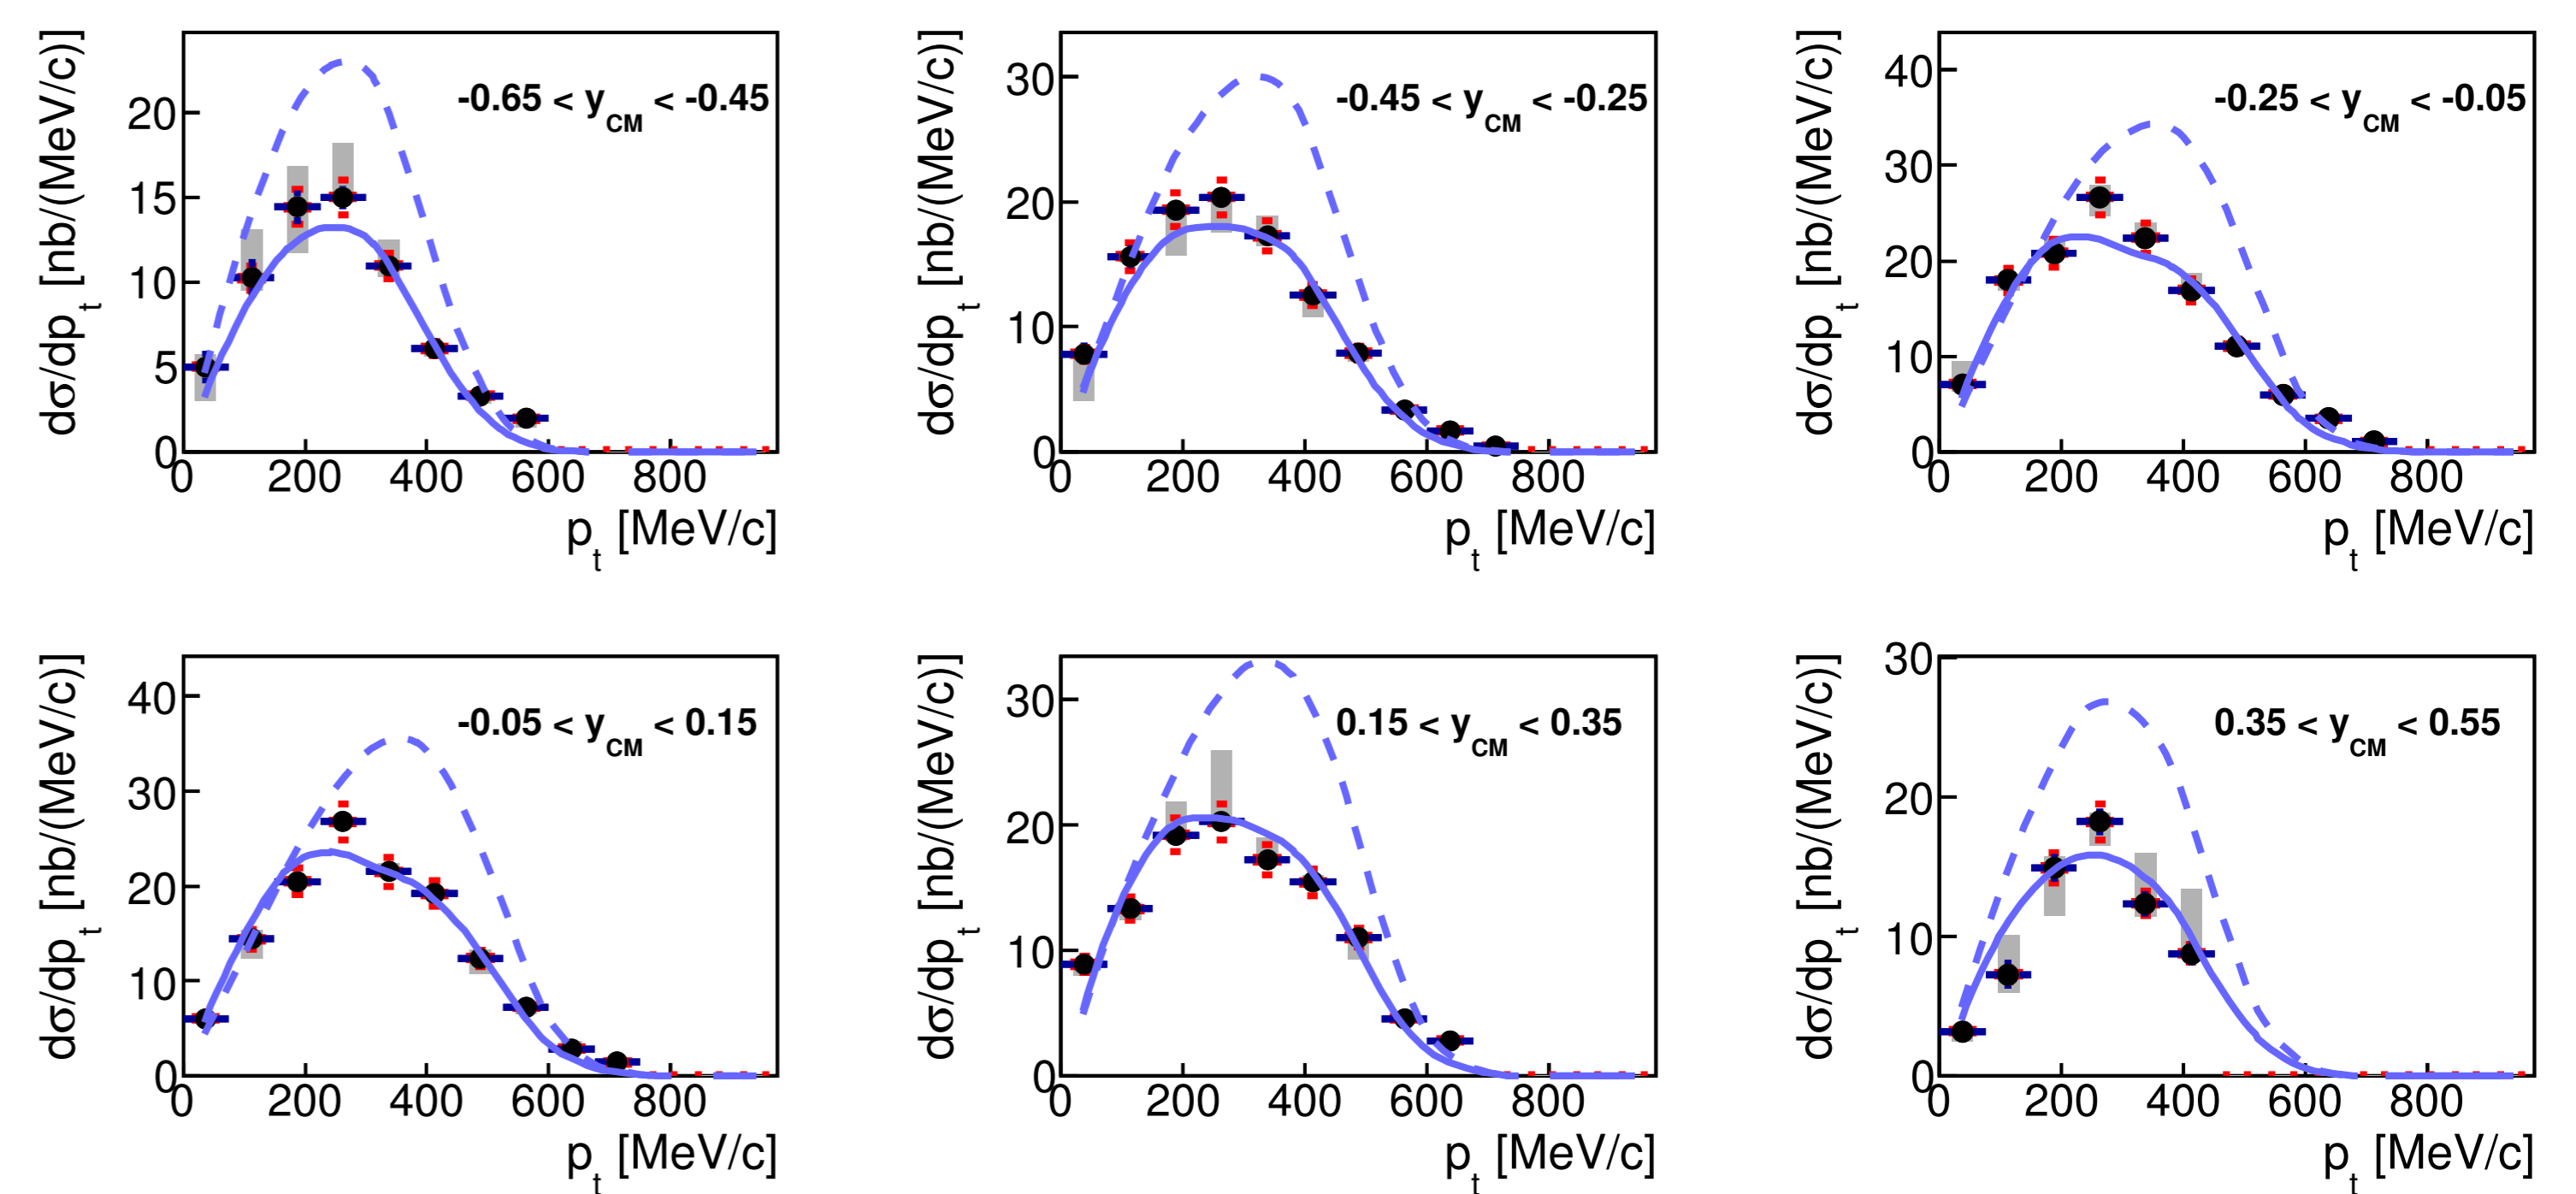 dσ/dp_t [nb/(MeV/c)]
-0.65 < y_CM < -0.45
20
15
10
5
0
0 200 400 600 800
p_t [MeV/c]
dσ/dp_t [nb/(MeV/c)]
-0.45 < y_CM < -0.25
30
20
10
0
0 200 400 600 800
p_t [MeV/c]
dσ/dp_t [nb/(MeV/c)]
-0.25 < y_CM < -0.05
40
30
20
10
0
0 200 400 600 800
p_t [MeV/c]
dσ/dp_t [nb/(MeV/c)]
-0.05 < y_CM < 0.15
40
30
20
10
0
0 200 400 600 800
p_t [MeV/c]
dσ/dp_t [nb/(MeV/c)]
0.15 < y_CM < 0.35
30
20
10
0
0 200 400 600 800
p_t [MeV/c]
dσ/dp_t [nb/(MeV/c)]
0.35 < y_CM < 0.55
30
20
10
0
0 200 400 600 800
p_t [MeV/c]